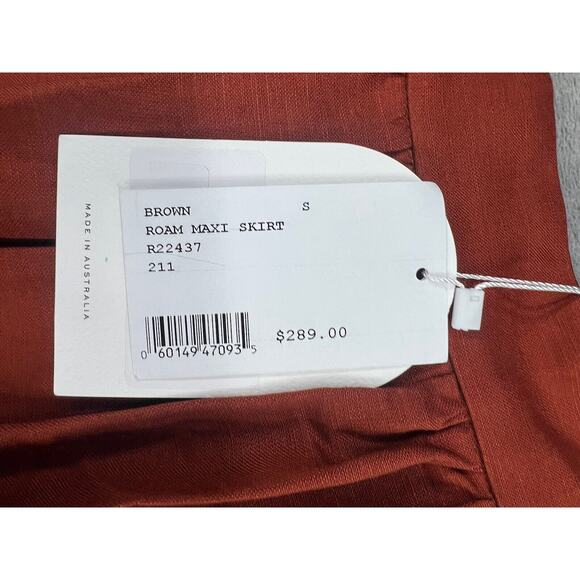 BROWN S
ROAM MAXI SKIRT
R22437
211
0 60149 47093 5
$289.00
MADE IN AUSTRALIA